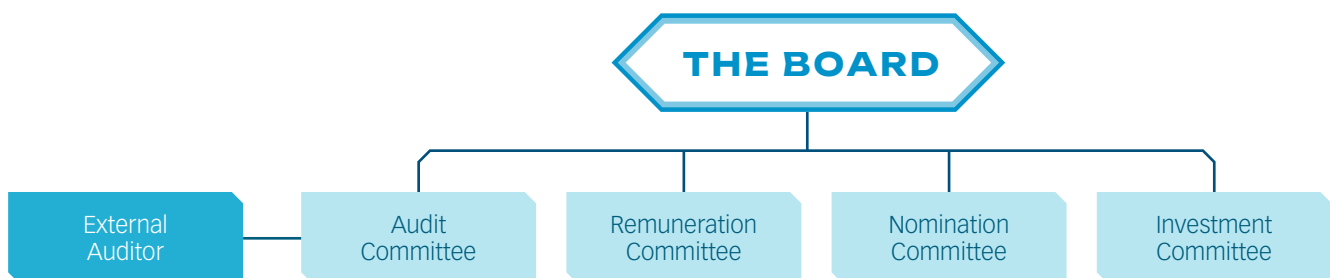 THE BOARD
External
Auditor
Audit
Committee
Remuneration
Committee
Nomination
Committee
Investment
Committee